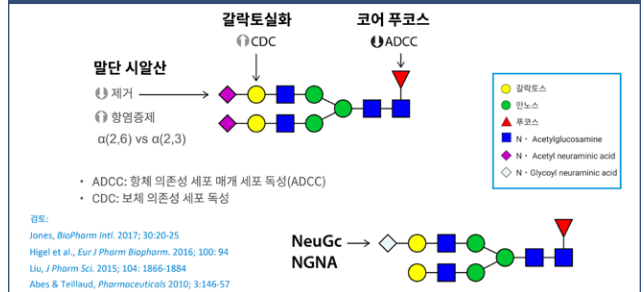 갈락토실화
CDC
코어 푸코스
ADCC
말단 시알산
제거
항염증제
α(2,6) vs α(2,3)
갈락토스
만노스
푸코스
N · Acetylglucosamine
N · Acetyl neuraminic acid
N · Glycoyl neuraminic acid
· ADCC: 항체 의존성 세포 매개 세포 독성(ADCC)
· CDC: 보체 의존성 세포 독성
검토:
Jones, BioPharm Intl. 2017; 30:20-25
Higel et al., Eur J Pharm Biopharm. 2016; 100: 94
Liu, J Pharm Sci. 2015; 104: 1866-1884
Abes & Teillaud, Pharmaceuticals 2010; 3:146-57
NeuGc
NGNA